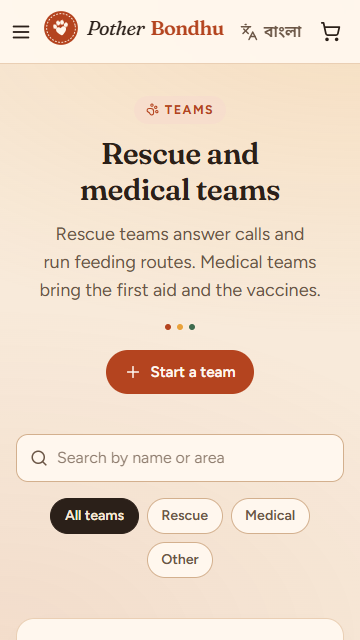 Pother Bondhu
বাংলা
TEAMS
Rescue and
medical teams
Rescue teams answer calls and
run feeding routes. Medical teams
bring the first aid and the vaccines.
Start a team
Search by name or area
All teams
Rescue
Medical
Other